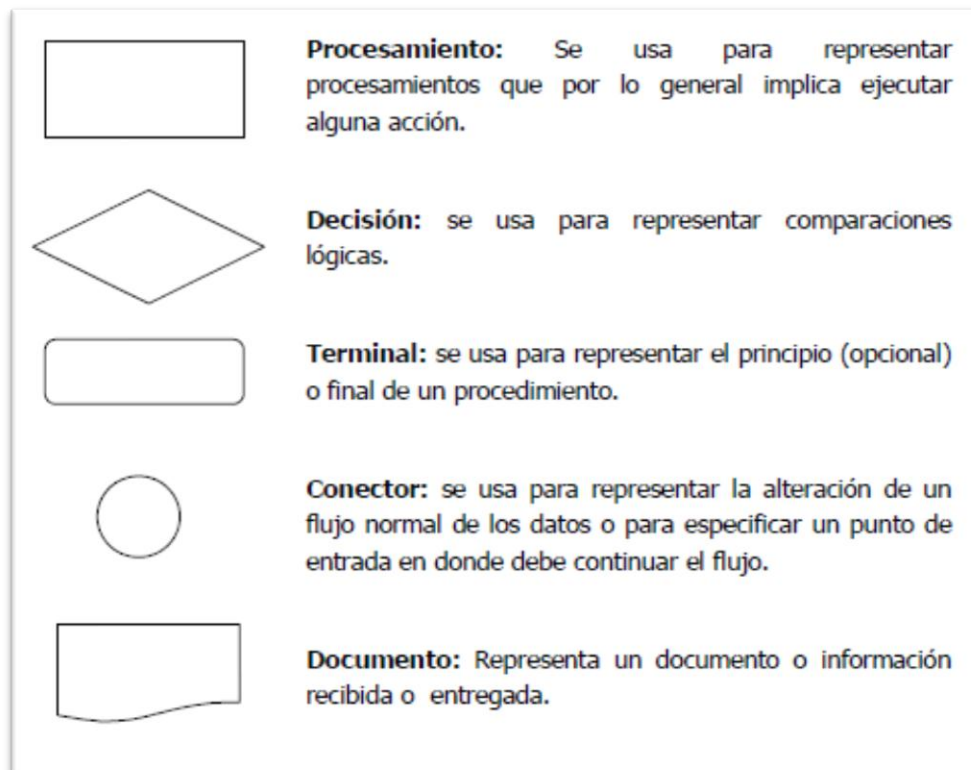 Procesamiento: Se usa para representar
procesamientos que por lo general implica ejecutar
alguna acción.
Decisión: se usa para representar comparaciones
lógicas.
Terminal: se usa para representar el principio (opcional)
o final de un procedimiento.
Conector: se usa para representar la alteración de un
flujo normal de los datos o para especificar un punto de
entrada en donde debe continuar el flujo.
Documento: Representa un documento o información
recibida o entregada.